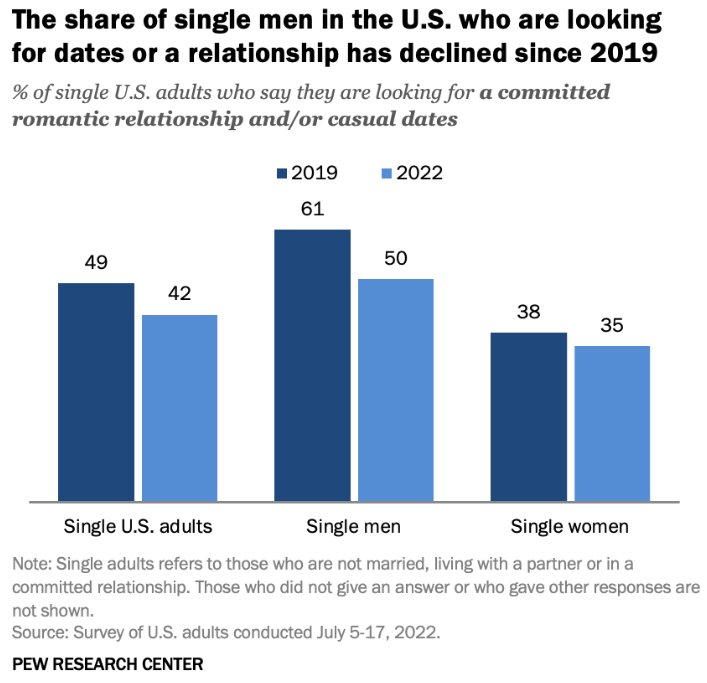 The share of single men in the U.S. who are looking
for dates or a relationship has declined since 2019
% of single U.S. adults who say they are looking for a committed
romantic relationship and/or casual dates
2019 2022
49 42 61 50 38 35
Single U.S. adults Single men Single women
Note: Single adults refers to those who are not married, living with a partner or in a
committed relationship. Those who did not give an answer or who gave other responses are
not shown.
Source: Survey of U.S. adults conducted July 5-17, 2022.
PEW RESEARCH CENTER